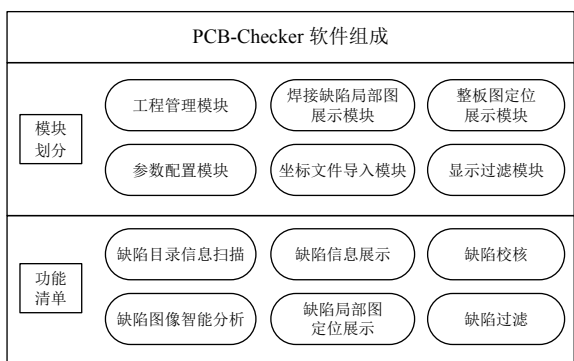 PCB-Checker 软件组成
模块
划分
工程管理模块
焊接缺陷局部图
展示模块
整板图定位
展示模块
参数配置模块
坐标文件导入模块
显示过滤模块
功能
清单
缺陷目录信息扫描
缺陷信息展示
缺陷校核
缺陷图像智能分析
缺陷局部图
定位展示
缺陷过滤